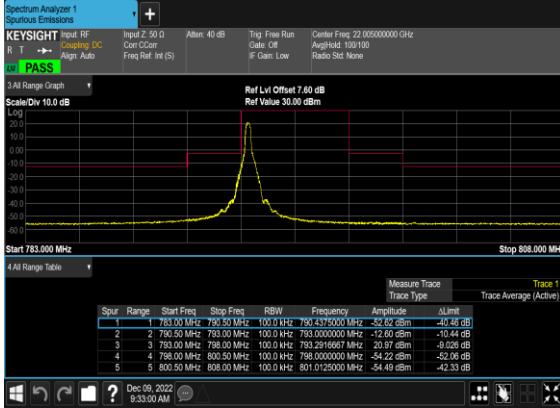 Spectrum Analyzer 1
Spurious Emissions
+
KEYSIGHT Input: RF Input Z: 50 Ω Atten: 40 dB Trig: Free Run Center Freq: 22.005000000 GHz
R T Coupling: DC Corr CCorr Gate: Off Avg|Hold: 100/100
Align: Auto Freq Ref: Int (S) IF Gain: Low Radio Std: None
LXI PASS
3.All Range Graph
Ref Lvl Offset 7.60 dB
Scale/Div 10.0 dB Ref Value 30.00 dBm
Log
20.0
10.0
0.00
-10.0
-20.0
-30.0
-40.0
-50.0
-60.0
Start 783.000 MHz Stop 808.000 MH
4.All Range Table
Measure Trace Trace 1
Trace Type Trace Average (Active)
Spur Range Start Freq Stop Freq RBW Frequency Amplitude ΔLimit
1 1 783.00 MHz 790.50 MHz 100.0 kHz 790.4375000 MHz -52.62 dBm -40.46 dB
2 2 790.50 MHz 793.00 MHz 100.0 kHz 793.0000000 MHz -12.60 dBm -10.44 dB
3 3 793.00 MHz 798.00 MHz 100.0 kHz 793.2916667 MHz 20.97 dBm -9.026 dB
4 4 798.00 MHz 800.50 MHz 100.0 kHz 798.0000000 MHz -54.22 dBm -52.06 dB
5 5 800.50 MHz 808.00 MHz 100.0 kHz 801.0125000 MHz -54.49 dBm -42.33 dB
?
Dec 09, 2022
9:33:00 AM